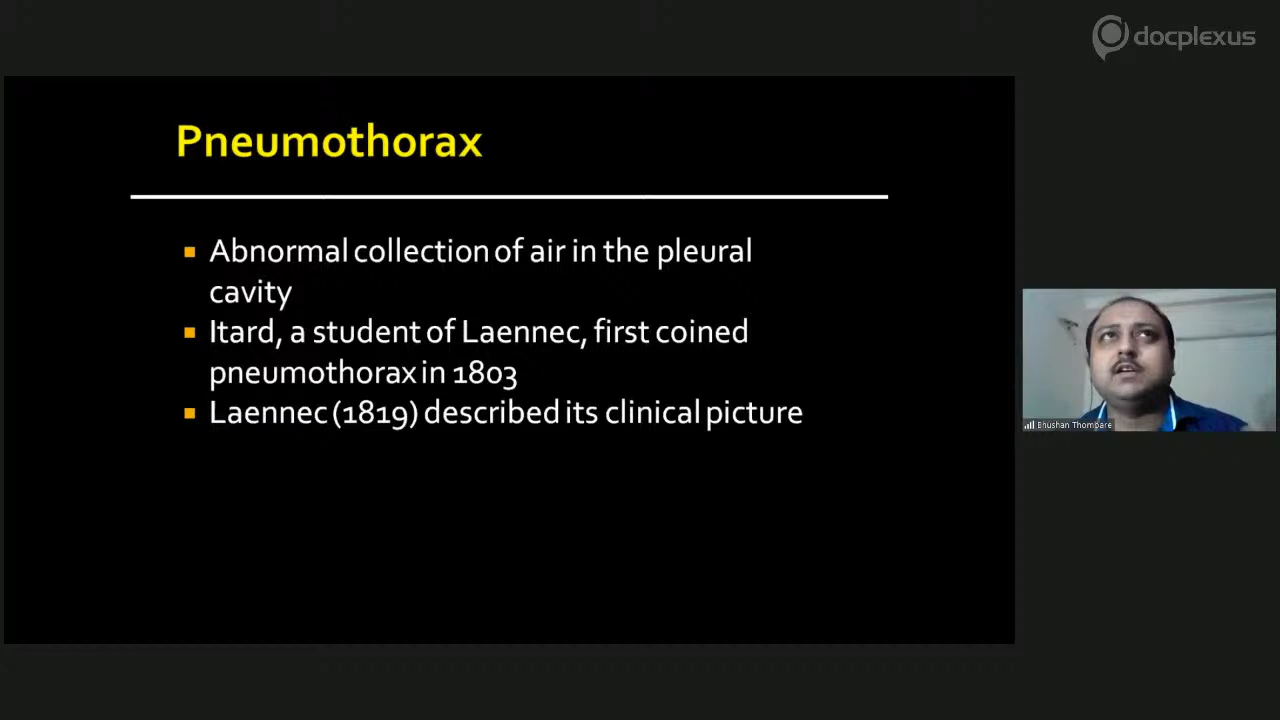 docplexus
Pneumothorax
Abnormal collection of air in the pleural
cavity
Itard, a student of Laennec, first coined
pneumothorax in 1803
Laennec (1819) described its clinical picture
Bhushan Thombare